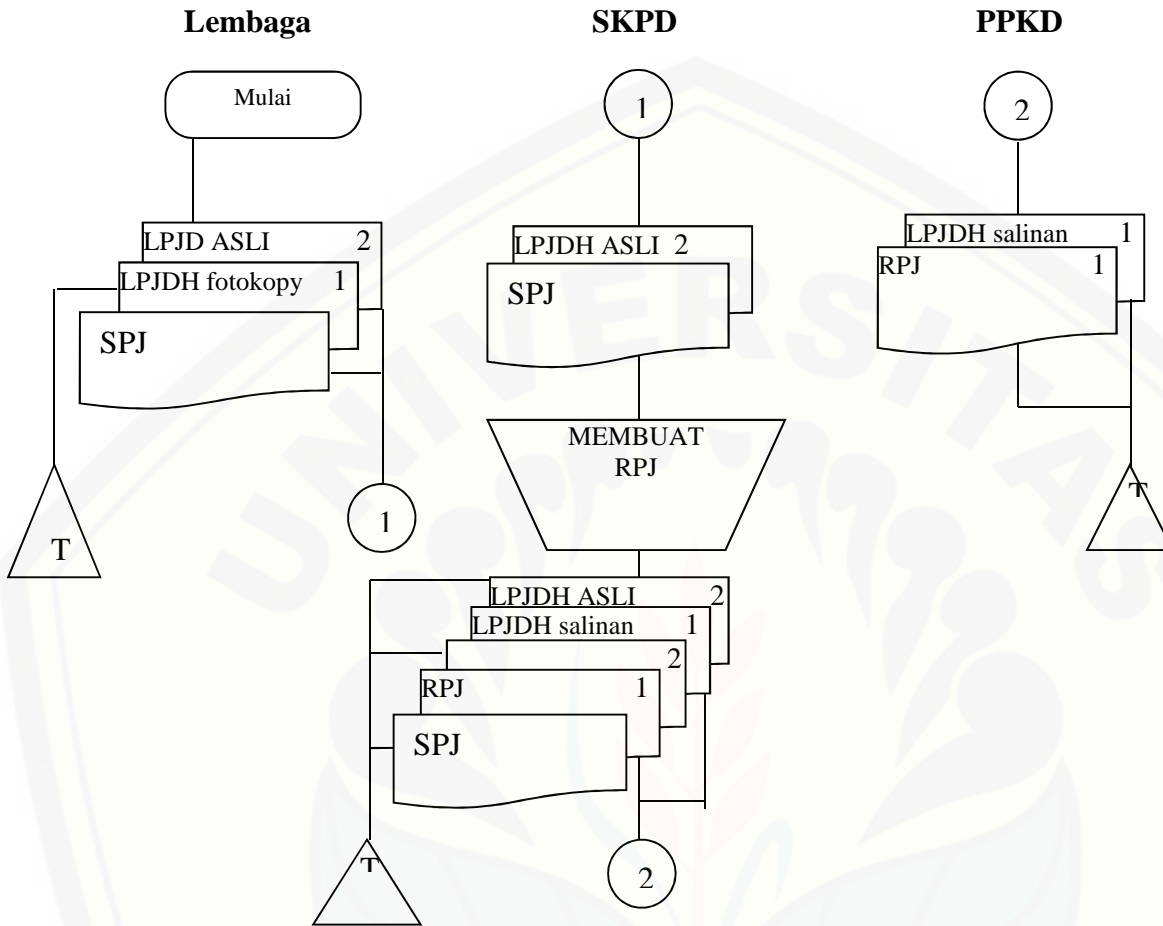 Lembaga
SKPD
PPKD
Mulai
1
2
LPJD ASLI 2
LPJDH fotokopy 1
SPJ
T
1
LPJDH ASLI 2
SPJ
MEMBUAT
RPJ
LPJDH ASLI 2
LPJDH salinan 1
2
RPJ 1
SPJ
T
2
LPJDH salinan 1
RPJ 1
T
UNIVERSITAS